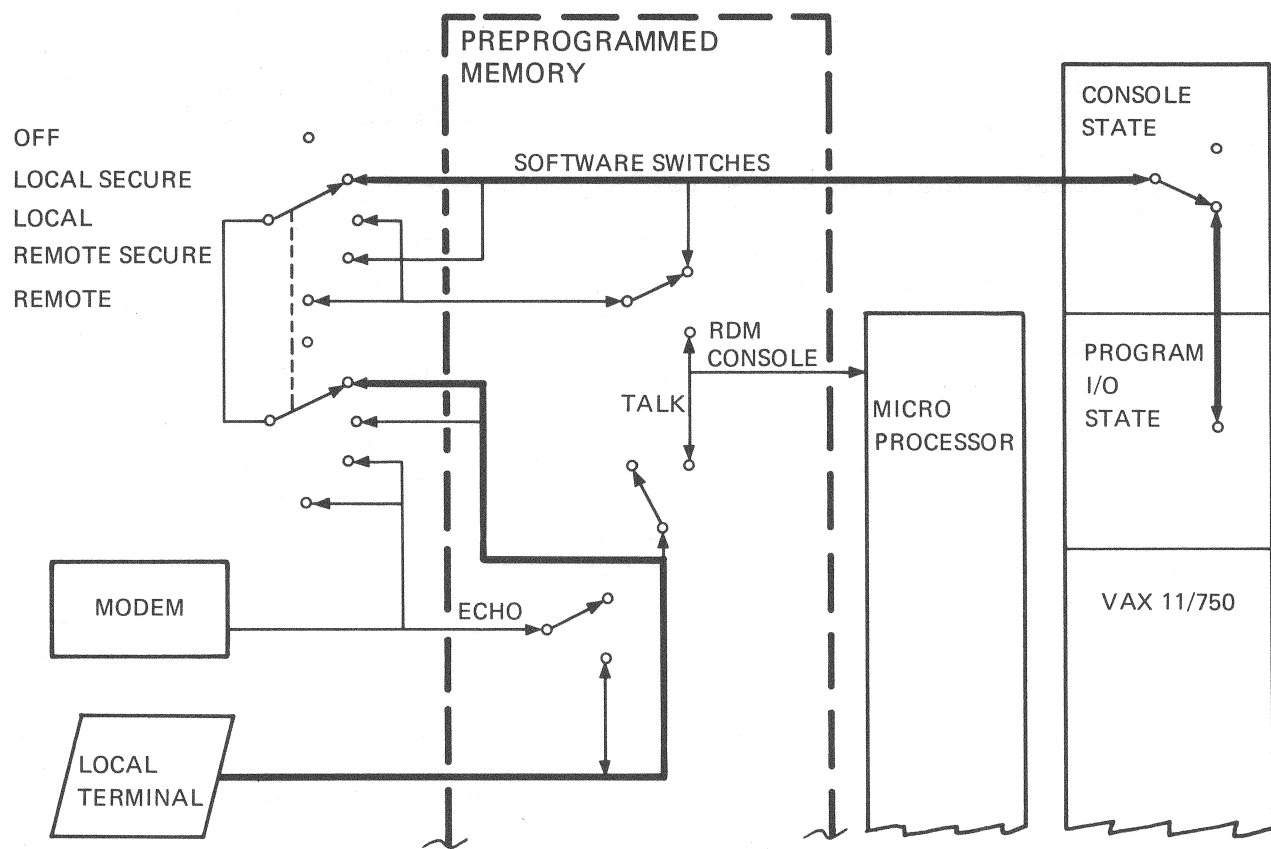 PREPROGRAMMED
MEMORY
CONSOLE
STATE
OFF
LOCAL SECURE
LOCAL
REMOTE SECURE
REMOTE
SOFTWARE SWITCHES
RDM
CONSOLE
TALK
MICRO
PROCESSOR
PROGRAM
I/O
STATE
MODEM
ECHO
VAX 11/750
LOCAL
TERMINAL